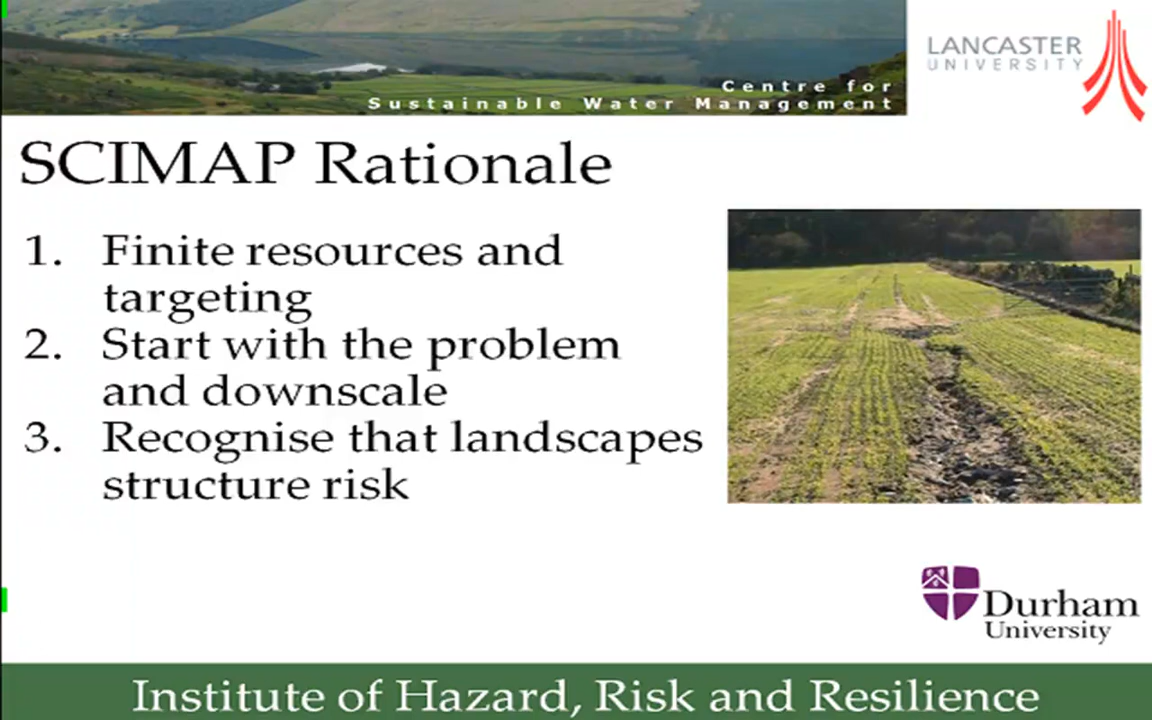 Centre for
Sustainable Water Management
LANCASTER
UNIVERSITY
SCIMAP Rationale
1. Finite resources and
targeting
2. Start with the problem
and downscale
3. Recognise that landscapes
structure risk
Durham
University
Institute of Hazard, Risk and Resilience